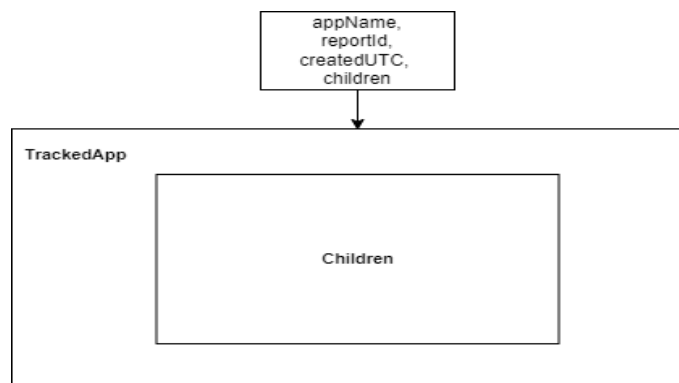 appName,
reportId,
createdUTC,
children
TrackedApp
Children